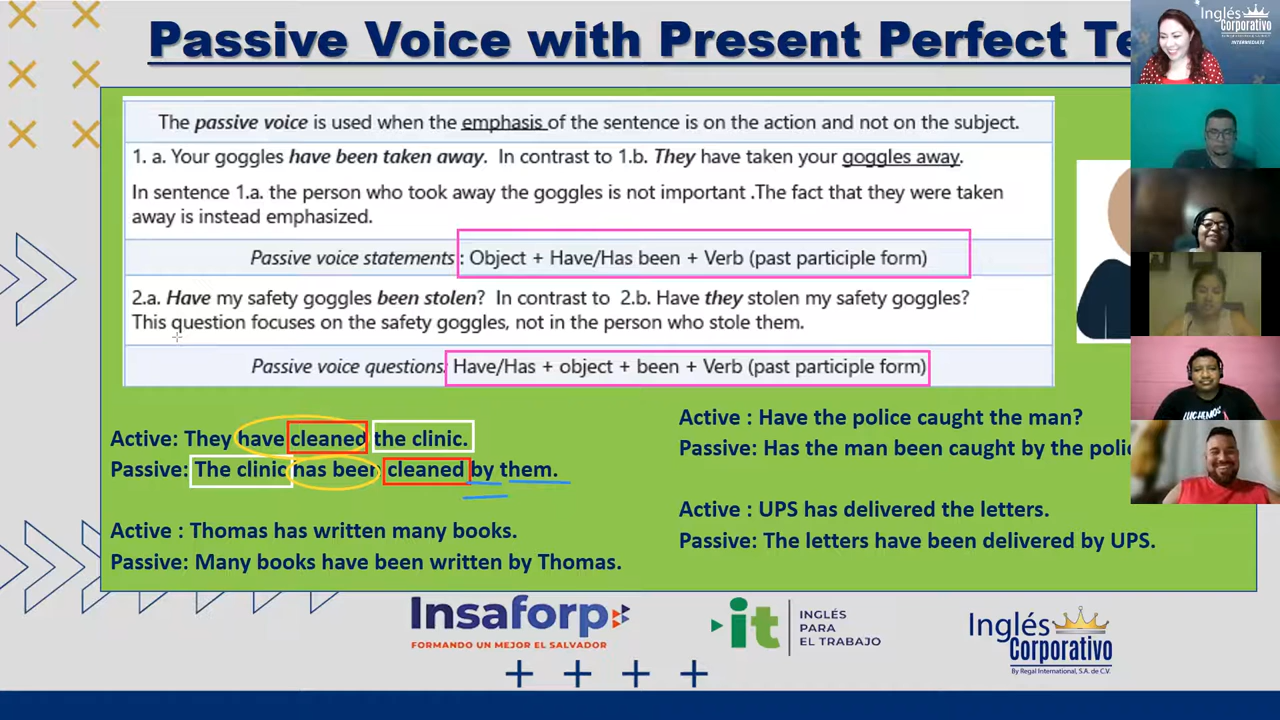 Passive Voice with Present Perfect Te
The passive voice is used when the emphasis of the sentence is on the action and not on the subject.
1. a. Your goggles have been taken away. In contrast to 1.b. They have taken your goggles away.
In sentence 1.a. the person who took away the goggles is not important .The fact that they were taken
away is instead emphasized.
Passive voice statements : Object + Have/Has been + Verb (past participle form)
2.a. Have my safety goggles been stolen? In contrast to 2.b. Have they stolen my safety goggles?
This question focuses on the safety goggles, not in the person who stole them.
Passive voice questions: Have/Has + object + been + Verb (past participle form)
Active: They have cleaned the clinic.
Passive: The clinic has been cleaned by them.
Active : Thomas has written many books.
Passive: Many books have been written by Thomas.
Active : Have the police caught the man?
Passive: Has the man been caught by the polic
Active : UPS has delivered the letters.
Passive: The letters have been delivered by UPS.
Inglés
Corporativo
INTERMEDIATE
LUCHEMOS
Insaforp
FORMANDO UN MEJOR EL SALVADOR
it
INGLÉS
PARA
EL TRABAJO
Inglés
Corporativo
By Regal International, S.A. de C.V.